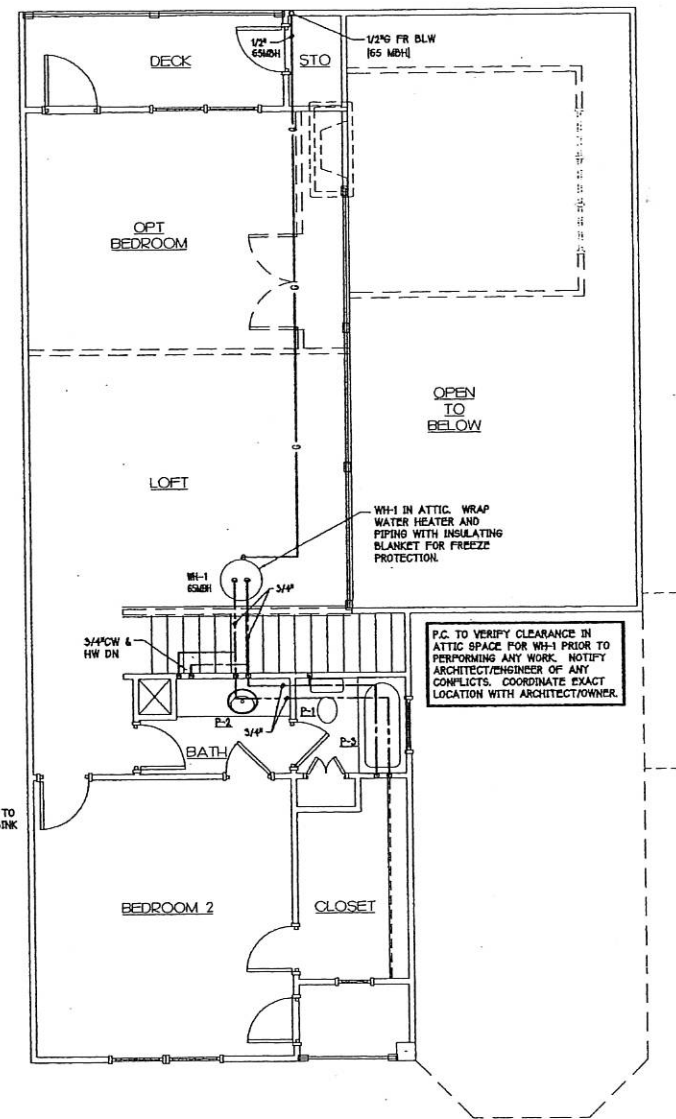 DECK
1/2"
65MBH
STO
1/2"G FR BLW
[65 MBH]
OPT
BEDROOM
G
G
G
OPEN
TO
BELOW
LOFT
WH-1 IN ATTIC. WRAP
WATER HEATER AND
PIPING WITH INSULATING
BLANKET FOR FREEZE
PROTECTION.
WH-1
65MBH
3/4"
3/4"CW &
HW DN
P.C. TO VERIFY CLEARANCE IN
ATTIC SPACE FOR WH-1 PRIOR TO
PERFORMING ANY WORK. NOTIFY
ARCHITECT/ENGINEER OF ANY
CONFLICTS. COORDINATE EXACT
LOCATION WITH ARCHITECT/OWNER.
P-2
3/4"
P-1
P-3
BATH
TO
BEDROOM 2
CLOSET